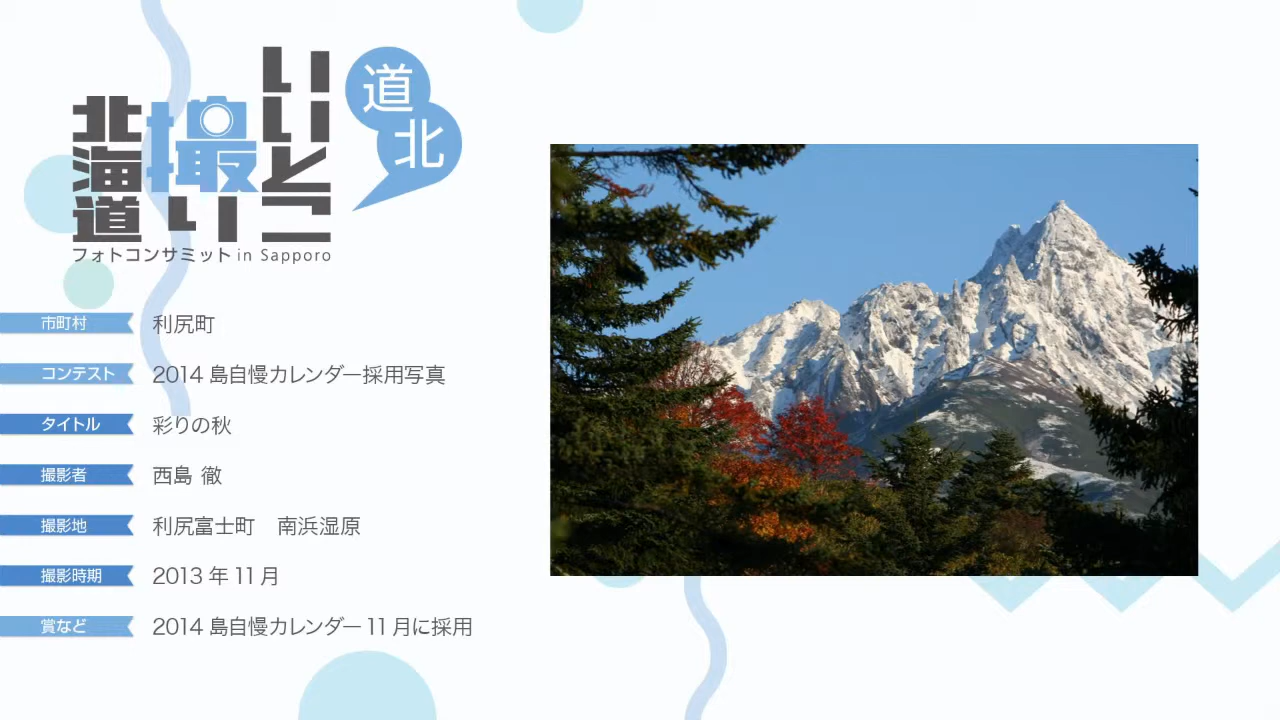 北海道
撮い
いいとこ
フォトコンサミット in Sapporo
道北
市町村 利尻町
コンテスト 2014 島自慢カレンダー採用写真
タイトル 彩りの秋
撮影者 西島 徹
撮影地 利尻富士町　南浜湿原
撮影時期 2013 年 11 月
賞など 2014 島自慢カレンダー 11 月に採用